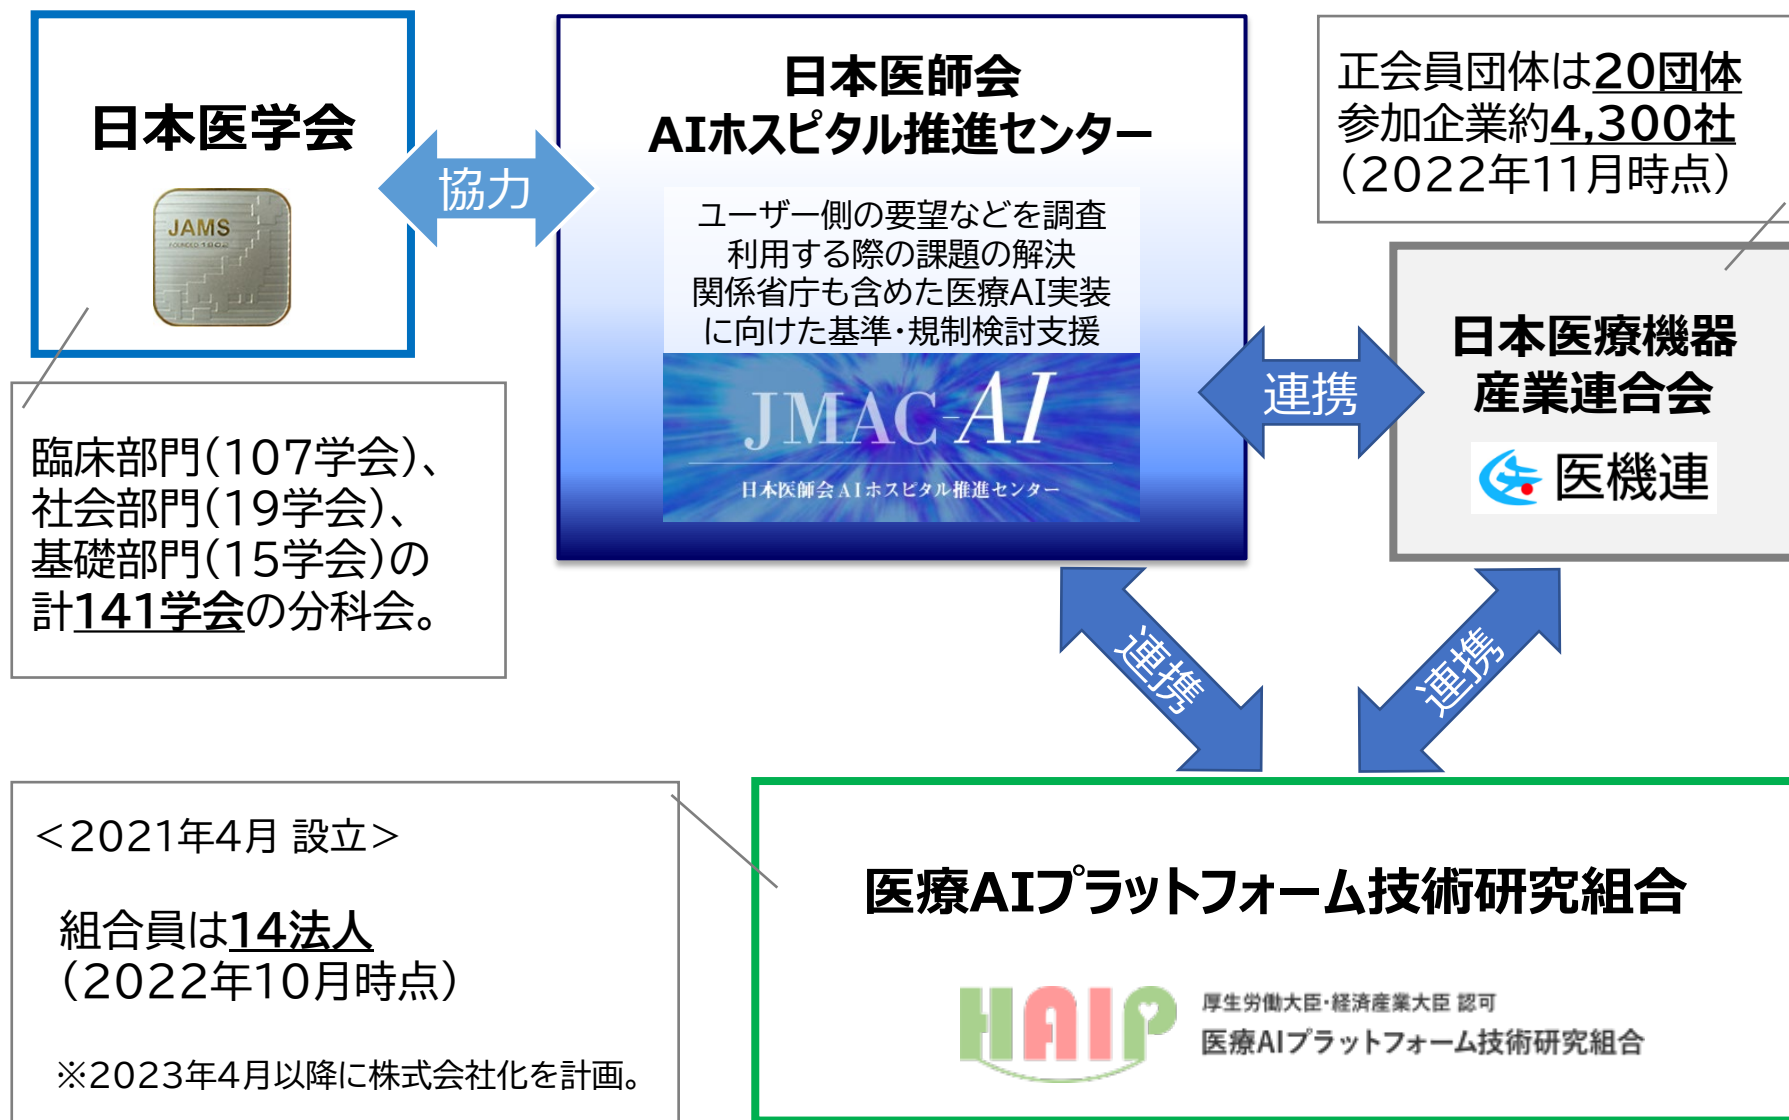 日本医学会
JAMS
FOUNDED 1902
協力
日本医師会
AIホスピタル推進センター
ユーザー側の要望などを調査
利用する際の課題の解決
関係省庁も含めた医療AI実装
に向けた基準・規制検討支援
JMAC-AI
日本医師会AIホスピタル推進センター
正会員団体は20団体
参加企業約4,300社
（2022年11月時点）
連携
日本医療機器
産業連合会
医機連
臨床部門（107学会）、
社会部門（19学会）、
基礎部門（15学会）の
計141学会の分科会。
連携
連携
＜2021年4月 設立＞
組合員は14法人
（2022年10月時点）
※2023年4月以降に株式会社化を計画。
医療AIプラットフォーム技術研究組合
HAIP
厚生労働大臣・経済産業大臣 認可
医療AIプラットフォーム技術研究組合